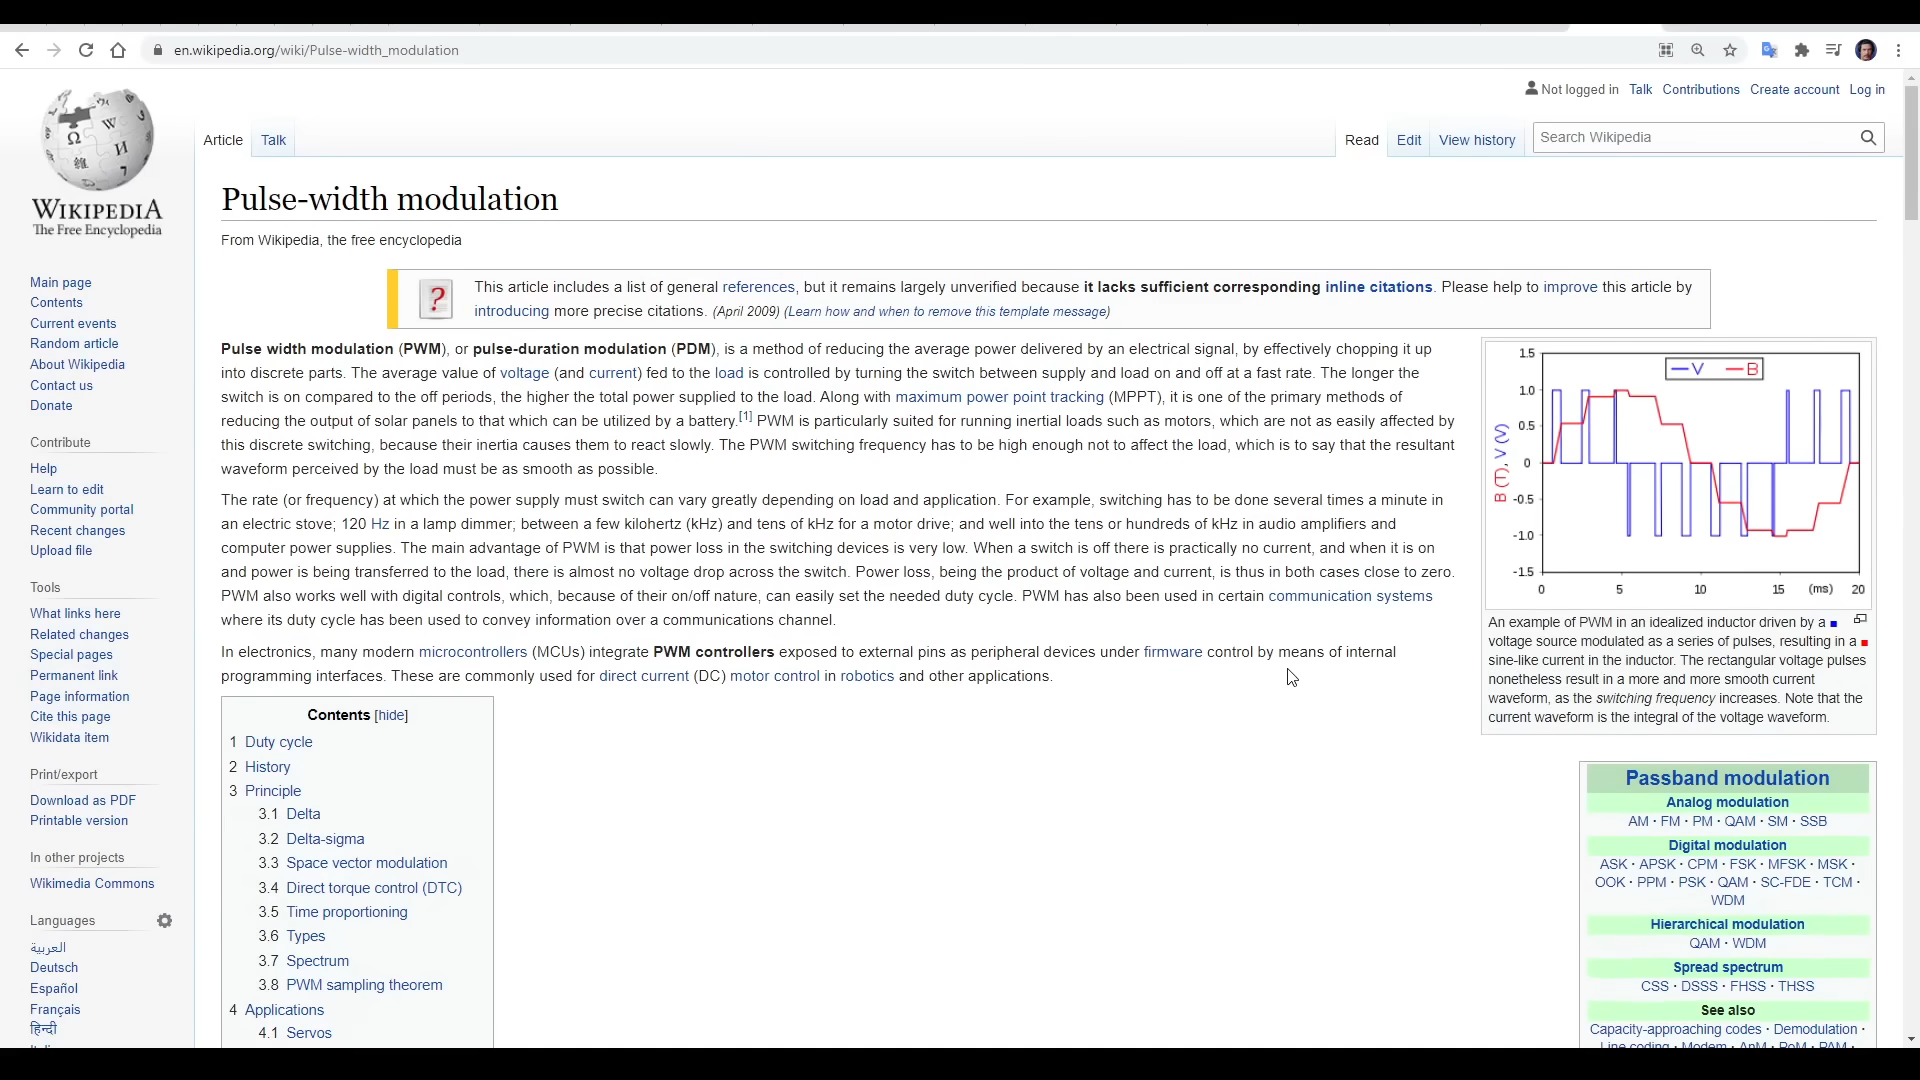 en.wikipedia.org/wiki/Pulse-width_modulation
Not logged in Talk Contributions Create account Log in
Article Talk
Read Edit View history
Search Wikipedia
WIKIPEDIA
The Free Encyclopedia
Main page
Contents
Current events
Random article
About Wikipedia
Contact us
Donate
Contribute
Help
Learn to edit
Community portal
Recent changes
Upload file
Tools
What links here
Related changes
Special pages
Permanent link
Page information
Cite this page
Wikidata item
Print/export
Download as PDF
Printable version
In other projects
Wikimedia Commons
Languages
العربية
Deutsch
Español
Français
हिन्दी
Pulse-width modulation
From Wikipedia, the free encyclopedia
This article includes a list of general references, but it remains largely unverified because it lacks sufficient corresponding inline citations. Please help to improve this article by
introducing more precise citations. (April 2009) (Learn how and when to remove this template message)
Pulse width modulation (PWM), or pulse-duration modulation (PDM), is a method of reducing the average power delivered by an electrical signal, by effectively chopping it up
into discrete parts. The average value of voltage (and current) fed to the load is controlled by turning the switch between supply and load on and off at a fast rate. The longer the
switch is on compared to the off periods, the higher the total power supplied to the load. Along with maximum power point tracking (MPPT), it is one of the primary methods of
reducing the output of solar panels to that which can be utilized by a battery.[1] PWM is particularly suited for running inertial loads such as motors, which are not as easily affected by
this discrete switching, because their inertia causes them to react slowly. The PWM switching frequency has to be high enough not to affect the load, which is to say that the resultant
waveform perceived by the load must be as smooth as possible.
The rate (or frequency) at which the power supply must switch can vary greatly depending on load and application. For example, switching has to be done several times a minute in
an electric stove; 120 Hz in a lamp dimmer; between a few kilohertz (kHz) and tens of kHz for a motor drive; and well into the tens or hundreds of kHz in audio amplifiers and
computer power supplies. The main advantage of PWM is that power loss in the switching devices is very low. When a switch is off there is practically no current, and when it is on
and power is being transferred to the load, there is almost no voltage drop across the switch. Power loss, being the product of voltage and current, is thus in both cases close to zero.
PWM also works well with digital controls, which, because of their on/off nature, can easily set the needed duty cycle. PWM has also been used in certain communication systems
where its duty cycle has been used to convey information over a communications channel.
In electronics, many modern microcontrollers (MCUs) integrate PWM controllers exposed to external pins as peripheral devices under firmware control by means of internal
programming interfaces. These are commonly used for direct current (DC) motor control in robotics and other applications.
Contents [hide]
1 Duty cycle
2 History
3 Principle
3.1 Delta
3.2 Delta-sigma
3.3 Space vector modulation
3.4 Direct torque control (DTC)
3.5 Time proportioning
3.6 Types
3.7 Spectrum
3.8 PWM sampling theorem
4 Applications
4.1 Servos
V B
B (T), V (V)
1.5
1.0
0.5
0
-0.5
-1.0
-1.5
0 5 10 15 (ms) 20
An example of PWM in an idealized inductor driven by a
voltage source modulated as a series of pulses, resulting in a
sine-like current in the inductor. The rectangular voltage pulses
nonetheless result in a more and more smooth current
waveform, as the switching frequency increases. Note that the
current waveform is the integral of the voltage waveform.
Passband modulation
Analog modulation
AM · FM · PM · QAM · SM · SSB
Digital modulation
ASK · APSK · CPM · FSK · MFSK · MSK ·
OOK · PPM · PSK · QAM · SC-FDE · TCM ·
WDM
Hierarchical modulation
QAM · WDM
Spread spectrum
CSS · DSSS · FHSS · THSS
See also
Capacity-approaching codes · Demodulation ·
Line coding · Modem · AnM · PoM · PAM ·